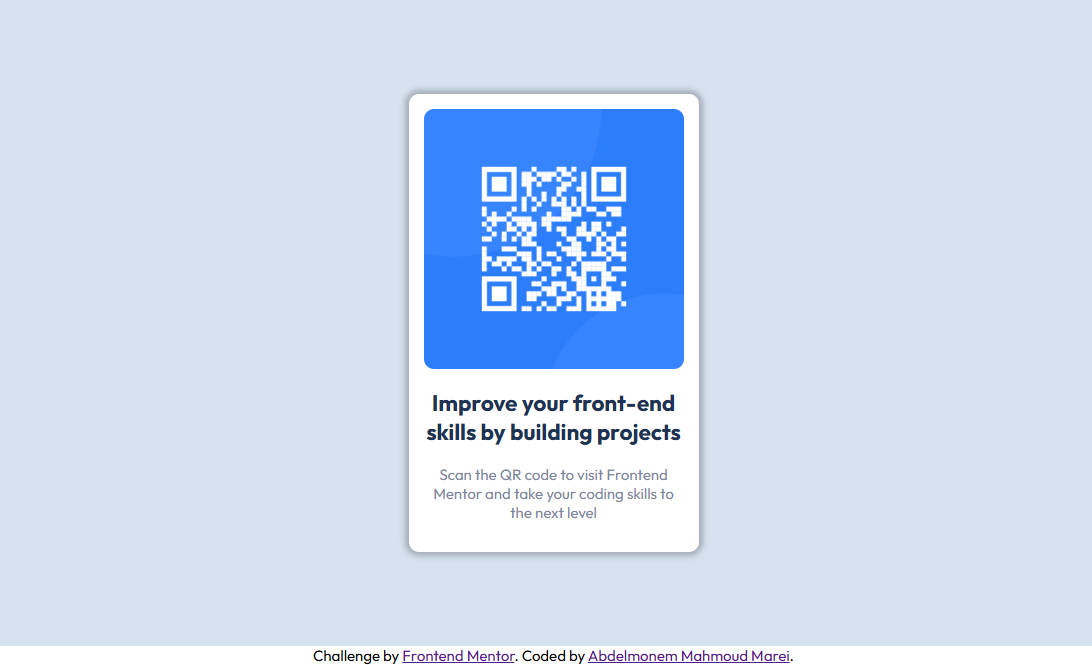 Improve your front-end
skills by building projects
Scan the QR code to visit Frontend
Mentor and take your coding skills to
the next level
Challenge by Frontend Mentor. Coded by Abdelmonem Mahmoud Marei.